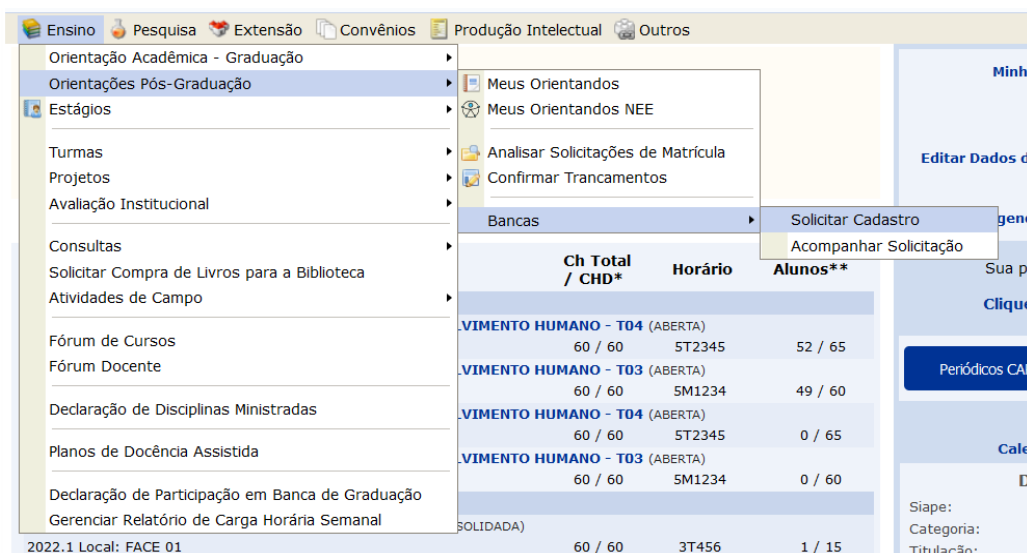 Ensino Pesquisa Extensão Convênios Produção Intelectual Outros
Orientação Acadêmica - Graduação
Orientações Pós-Graduação
Estágios
Turmas
Projetos
Avaliação Institucional
Consultas
Solicitar Compra de Livros para a Biblioteca
Atividades de Campo
Fórum de Cursos
Fórum Docente
Declaração de Disciplinas Ministradas
Planos de Docência Assistida
Declaração de Participação em Banca de Graduação
Gerenciar Relatório de Carga Horária Semanal
Meus Orientandos
Meus Orientandos NEE
Analisar Solicitações de Matrícula
Confirmar Trancamentos
Bancas
Solicitar Cadastro
Acompanhar Solicitação
Ch Total
/ CHD* Horário Alunos**
LVIMENTO HUMANO - T04 (ABERTA)
60 / 60 5T2345 52 / 65
LVIMENTO HUMANO - T03 (ABERTA)
60 / 60 5M1234 49 / 60
LVIMENTO HUMANO - T04 (ABERTA)
60 / 60 5T2345 0 / 65
LVIMENTO HUMANO - T03 (ABERTA)
60 / 60 5M1234 0 / 60
SOLIDADA)
2022.1 Local: FACE 01 60 / 60 3T456 1 / 15
Minh
Editar Dados d
gend
Sua p
Clique
Periódicos CA
Cale
D
Siape:
Categoria:
Titulação: